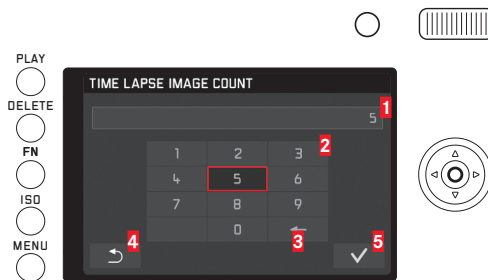 PLAY
TIME LAPSE IMAGE COUNT
DELETE
5 1
FN
1 2 3 2
4 5 6
ISO
7 8 9
0 3
MENU
4 5